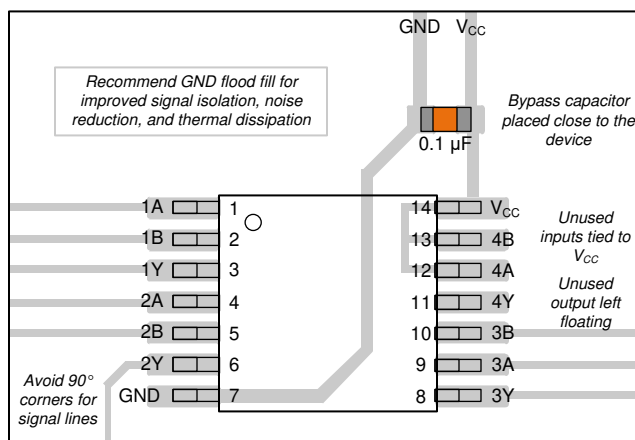 GND VCC
Recommend GND flood fill for
improved signal isolation, noise
reduction, and thermal dissipation
Bypass capacitor
placed close to the
device
0.1 µF
1A 1 14 VCC
1B 2 13 4B
1Y 3 12 4A
2A 4 11 4Y
2B 5 10 3B
2Y 6 9 3A
GND 7 8 3Y
Unused
inputs tied to
VCC
Unused
output left
floating
Avoid 90°
corners for
signal lines